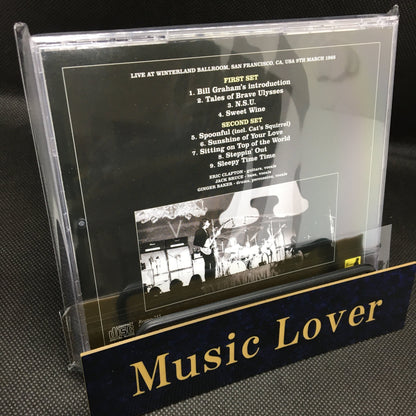 LIVE AT WINTERLAND BALLROOM, SAN FRANCISCO, CA. USA 9TH MARCH 1968
FIRST SET
1. Bill Graham's introduction
2. Tales of Brave Ulysses
3. N.S.U.
4. Sweet Wine
SECOND SET
5. Spoonful (incl. Cat's Squirrel)
6. Sunshine of Your Love
7. Sitting on Top of the World
8. Steppin' Out
9. Sleepy Time Time
ERIC CLAPTON - guitars, vocals
JACK BRUCE - bass, vocals
GINGER BAKER - drums, percussion, vocals
Music Lover